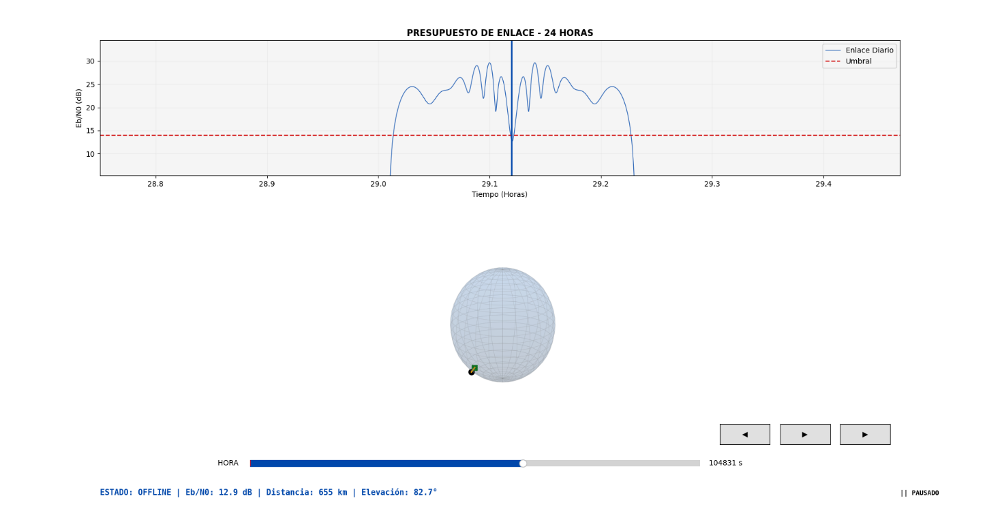 PRESUPUESTO DE ENLACE - 24 HORAS
Enlace Diario
Umbral
30
25
20
15
10
Eb/N0 (dB)
28.8 28.9 29.0 29.1 29.2 29.3 29.4
Tiempo (Horas)
◄ ► ►
HORA 104831 s
ESTADO: OFFLINE | Eb/N0: 12.9 dB | Distancia: 655 km | Elevación: 82.7°
|| PAUSADO